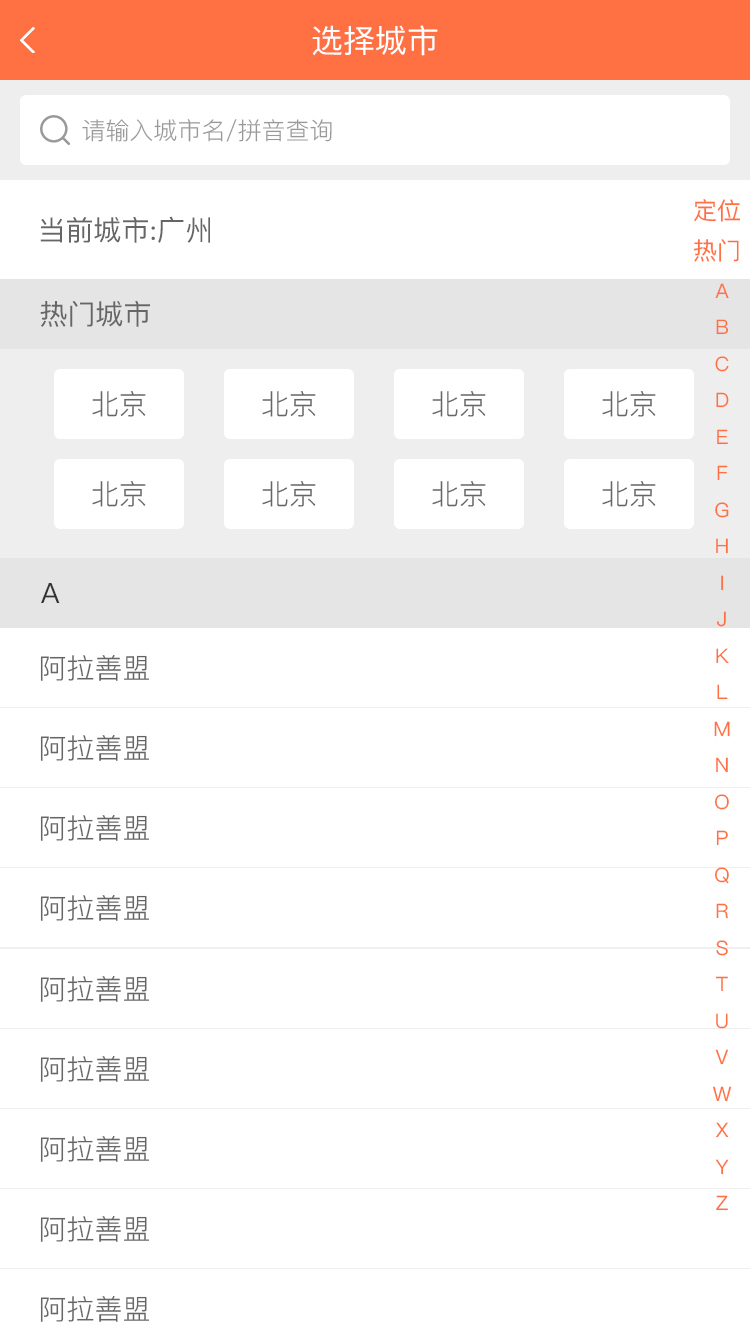 选择城市
请输入城市名/拼音查询
当前城市:广州
定位
热门
热门城市
北京 北京 北京 北京
北京 北京 北京 北京
A
阿拉善盟
阿拉善盟
阿拉善盟
阿拉善盟
阿拉善盟
阿拉善盟
阿拉善盟
阿拉善盟
阿拉善盟
A
B
C
D
E
F
G
H
I
J
K
L
M
N
O
P
Q
R
S
T
U
V
W
X
Y
Z